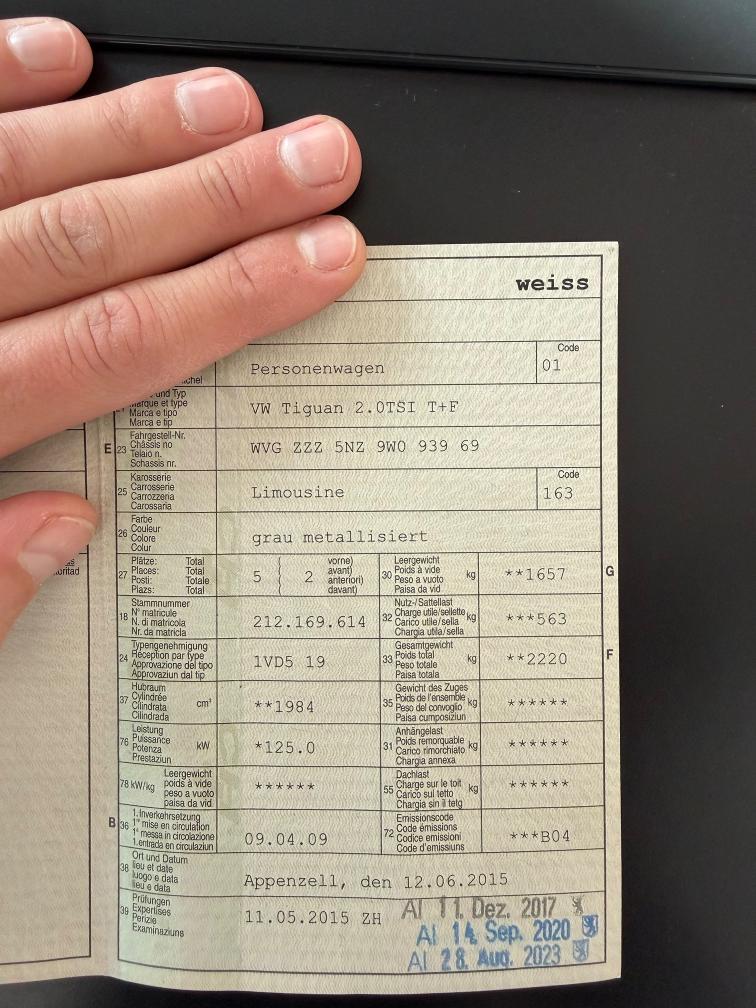 weiss
Personenwagen
Code
01
und Typ
Marque et type
Marca e tipo
Marca e tip
VW Tiguan 2.0TSI T+F
E 23
Fahrgestell-Nr.
Châssis no
Telaio n.
Schassis nr.
WVG ZZZ 5NZ 9W0 939 69
25
Karosserie
Carrosserie
Carrozzeria
Carossaria
Limousine
Code
163
26
Farbe
Couleur
Colore
Colur
grau metallisiert
27
Plätze: Total
Places: Total
Posti: Totale
Plazs: Total
5 { 2
vorne)
avant)
anteriori)
davant)
30
Leergewicht
Poids à vide
Peso a vuoto
Paisa da vid
kg
**1657
G
18
Stammnummer
N° matricule
N. di matricola
Nr. da matricla
212.169.614
32
Nutz-/Sattellast
Charge utile/sellette
Carico utile/sella
Chargia utila/sella
kg
***563
24
Typengenehmigung
Réception par type
Approvazione del tipo
Approvaziun dal tip
1VD5 19
33
Gesamtgewicht
Poids total
Peso totale
Paisa totala
kg
**2220
F
37
Hubraum
Cylindrée
Cilindrata
Cilindrada
cm³
**1984
35
Gewicht des Zuges
Poids de l'ensemble
Peso del convoglio
Paisa cumposiziun
kg
******
76
Leistung
Puissance
Potenza
Prestaziun
kW
*125.0
31
Anhängelast
Poids remorquable
Carico rimorchiato
Chargia annexa
kg
******
78 kW/kg
Leergewicht
poids à vide
peso a vuoto
paisa da vid
******
55
Dachlast
Charge sur le toit
Carico sul tetto
Chargia sin il tetg
kg
******
B 36
1.Inverkehrsetzung
1re mise en circulation
1a messa in circolazione
1.entrada en circulaziun
09.04.09
72
Emissionscode
Code émissions
Codice emissioni
Code d'emissiuns
***B04
38
Ort und Datum
lieu et date
luogo e data
lieu e data
Appenzell, den 12.06.2015
39
Prüfungen
Expertises
Perizie
Examinaziuns
11.05.2015 ZH
AI 11. Dez. 2017
AI 14. Sep. 2020
AI 28. Aug. 2023